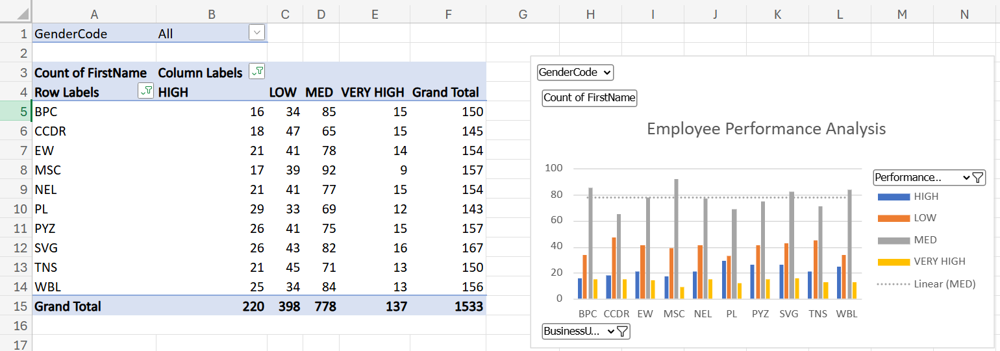 A B C D E F G H I J K L M N
1 GenderCode All
2
3 Count of FirstName Column Labels
4 Row Labels HIGH LOW MED VERY HIGH Grand Total
5 BPC 16 34 85 15 150
6 CCDR 18 47 65 15 145
7 EW 21 41 78 14 154
8 MSC 17 39 92 9 157
9 NEL 21 41 77 15 154
10 PL 29 33 69 12 143
11 PYZ 26 41 75 15 157
12 SVG 26 43 82 16 167
13 TNS 21 45 71 13 150
14 WBL 25 34 84 13 156
15 Grand Total 220 398 778 137 1533
16
17
GenderCode
Count of FirstName
Employee Performance Analysis
100
80
60
40
20
0
BPC CCDR EW MSC NEL PL PYZ SVG TNS WBL
Performance..
HIGH
LOW
MED
VERY HIGH
Linear (MED)
BusinessU...